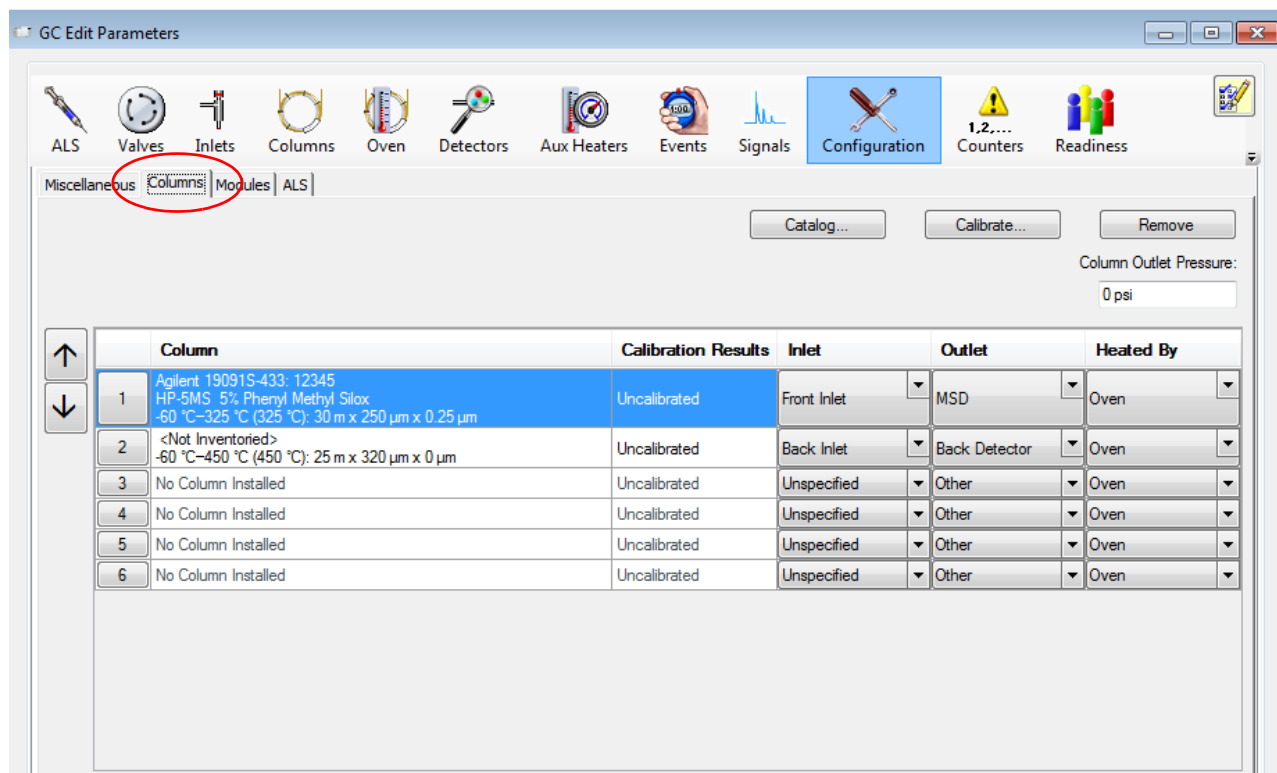 GC Edit Parameters
ALS Valves Inlets Columns Oven Detectors Aux Heaters Events Signals Configuration Counters Readiness
1:00
1,2,...
Miscellaneous Columns Modules ALS
Catalog... Calibrate... Remove
Column Outlet Pressure:
0 psi
Column Calibration Results Inlet Outlet Heated By
1 Agilent 19091S-433: 12345
HP-5MS 5% Phenyl Methyl Silox
-60 °C–325 °C (325 °C): 30 m x 250 µm x 0.25 µm
Uncalibrated Front Inlet MSD Oven
2 <Not Inventoried>
-60 °C–450 °C (450 °C): 25 m x 320 µm x 0 µm
Uncalibrated Back Inlet Back Detector Oven
3 No Column Installed Uncalibrated Unspecified Other Oven
4 No Column Installed Uncalibrated Unspecified Other Oven
5 No Column Installed Uncalibrated Unspecified Other Oven
6 No Column Installed Uncalibrated Unspecified Other Oven